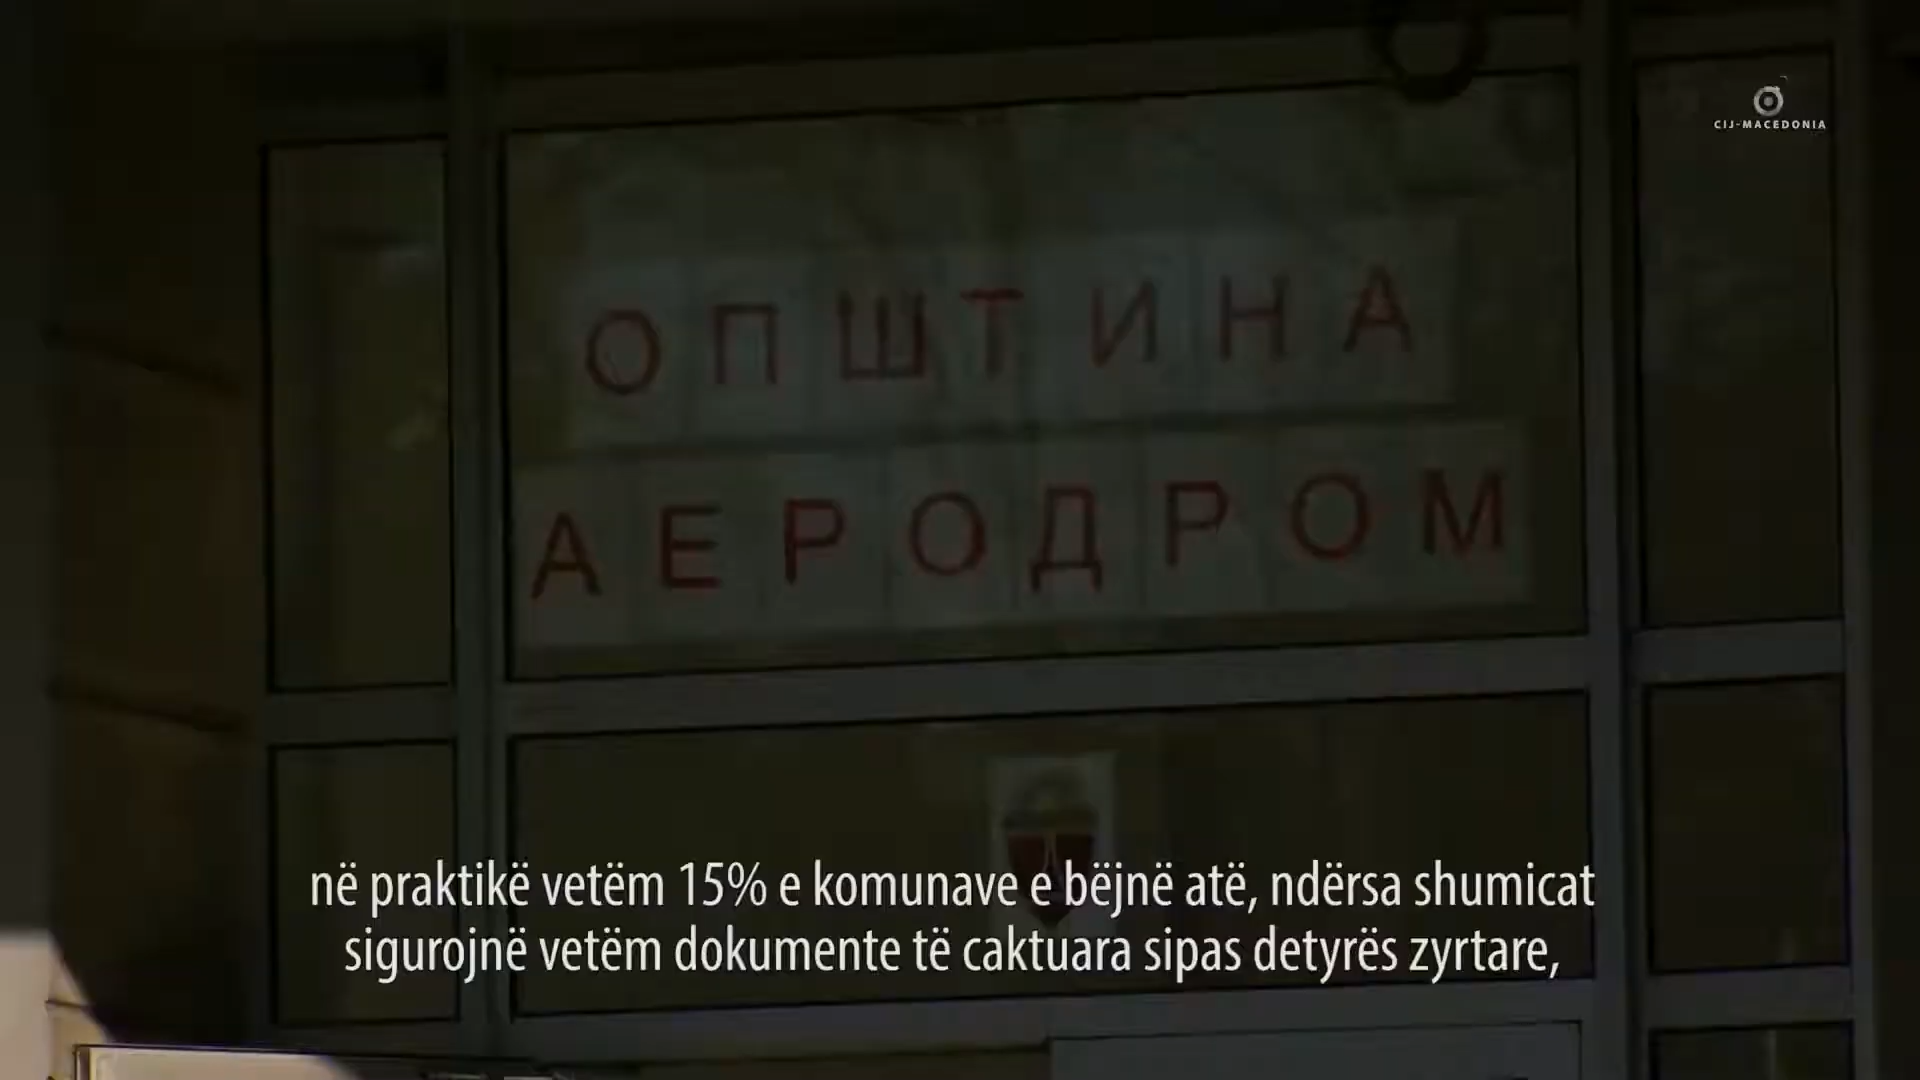 CIJ-MACEDONIA
ОПШТИНА
АЕРОДРОМ
në praktikë vetëm 15% e komunave e bëjnë atë, ndërsa shumicat
sigurojnë vetëm dokumente të caktuara sipas detyrës zyrtare,